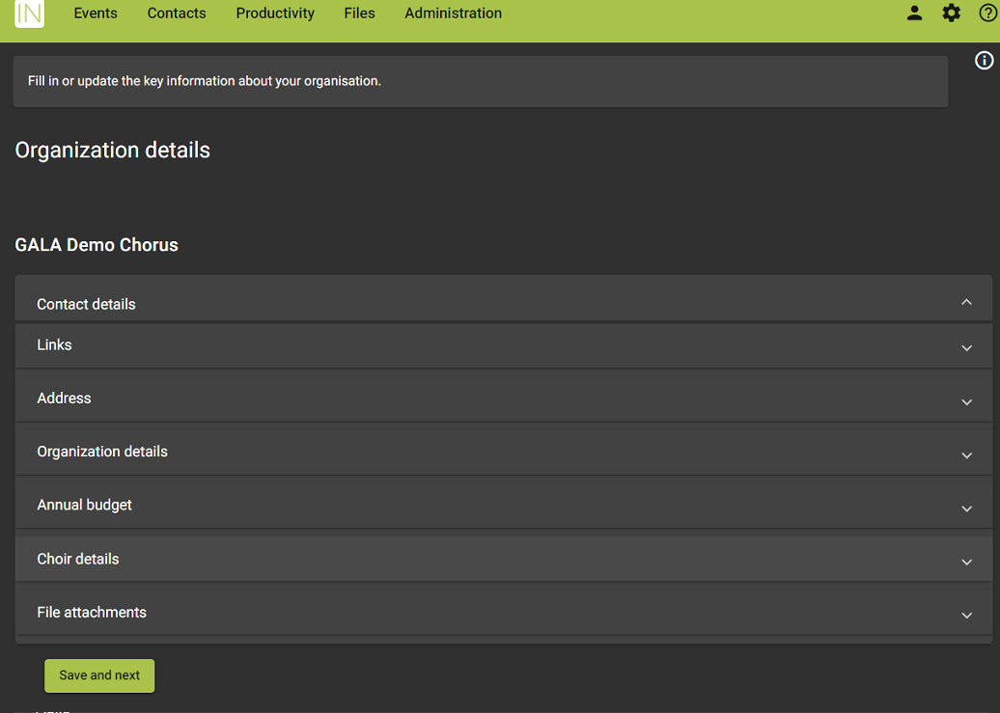 IN
Events Contacts Productivity Files Administration
Fill in or update the key information about your organisation.
Organization details
GALA Demo Chorus
Contact details
Links
Address
Organization details
Annual budget
Choir details
File attachments
Save and next